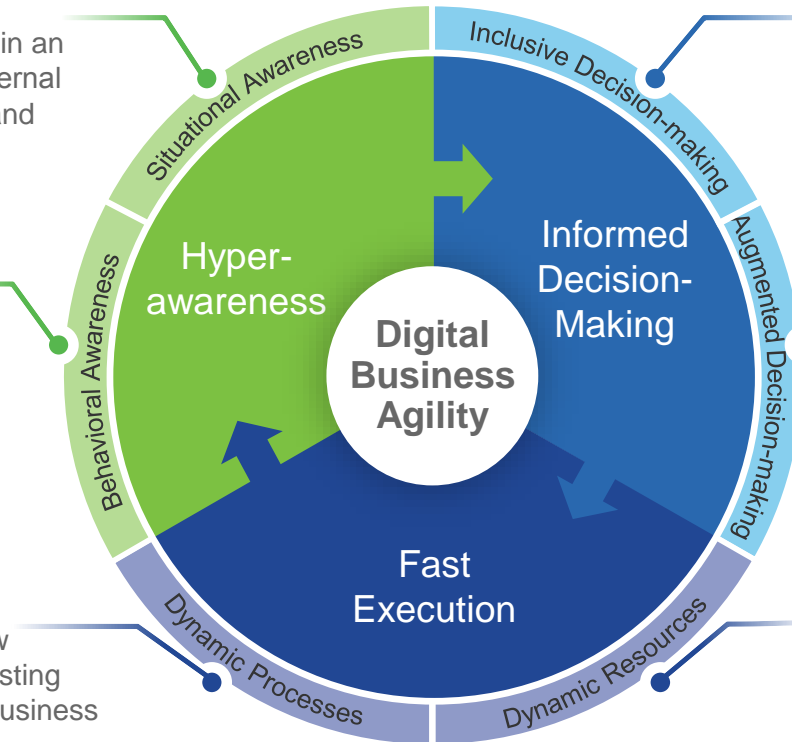 in an
ernal
and
Situational Awareness
Inclusive Decision-making
Hyper-
awareness
Informed
Decision-
Making
Behavioral Awareness
Augmented Decision-making
Digital
Business
Agility
Fast
Execution
Dynamic Processes
Dynamic Resources
sting
usiness